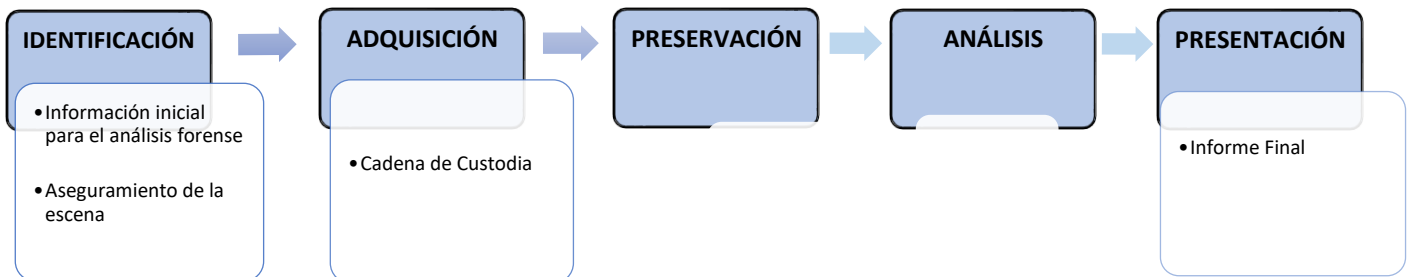 IDENTIFICACIÓN
•Información inicial
para el análisis forense
•Aseguramiento de la
escena
ADQUISICIÓN
•Cadena de Custodia
PRESERVACIÓN
ANÁLISIS
PRESENTACIÓN
•Informe Final